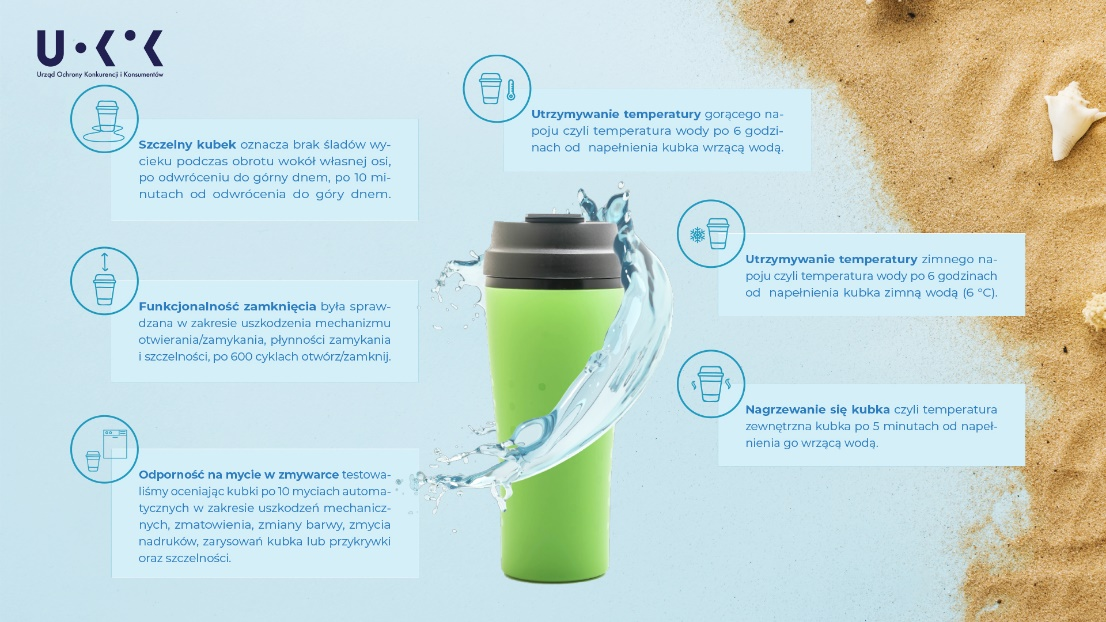 UOKiK
Urząd Ochrony Konkurencji i Konsumentów
Szczelny kubek oznacza brak śladów wy-
cieku podczas obrotu wokół własnej osi,
po odwróceniu do górny dnem, po 10 mi-
nutach od odwrócenia do góry dnem.
Funkcjonalność zamknięcia była spraw-
dzana w zakresie uszkodzenia mechanizmu
otwierania/zamykania, płynności zamykania
i szczelności, po 600 cyklach otwórz/zamknij.
Odporność na mycie w zmywarce testowa-
liśmy oceniając kubki po 10 myciach automa-
tycznych w zakresie uszkodzeń mechanicz-
nych, zmatowienia, zmiany barwy, zmycia
nadruków, zarysowań kubka lub przykrywki
oraz szczelności.
Utrzymywanie temperatury gorącego na-
poju czyli temperatura wody po 6 godzi-
nach od napełnienia kubka wrzącą wodą.
Utrzymywanie temperatury zimnego na-
poju czyli temperatura wody po 6 godzinach
od napełnienia kubka zimną wodą (6 °C).
Nagrzewanie się kubka czyli temperatura
zewnętrzna kubka po 5 minutach od napeł-
nienia go wrzącą wodą.